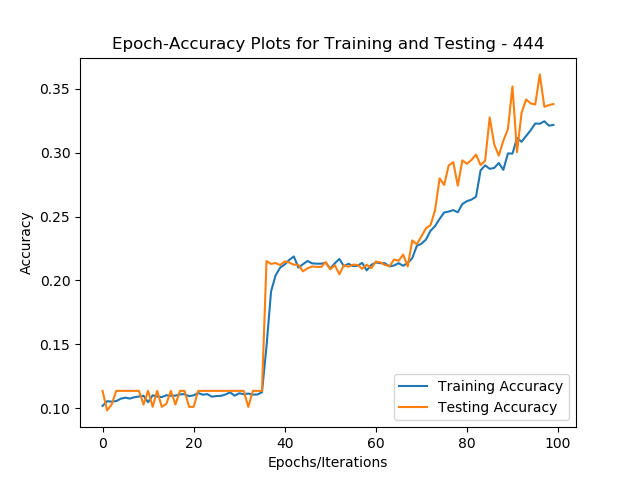 Epoch-Accuracy Plots for Training and Testing - 444
0.35
0.30
0.25
0.20
0.15
0.10
Accuracy
0
20
40
60
80
100
Epochs/Iterations
Training Accuracy
Testing Accuracy